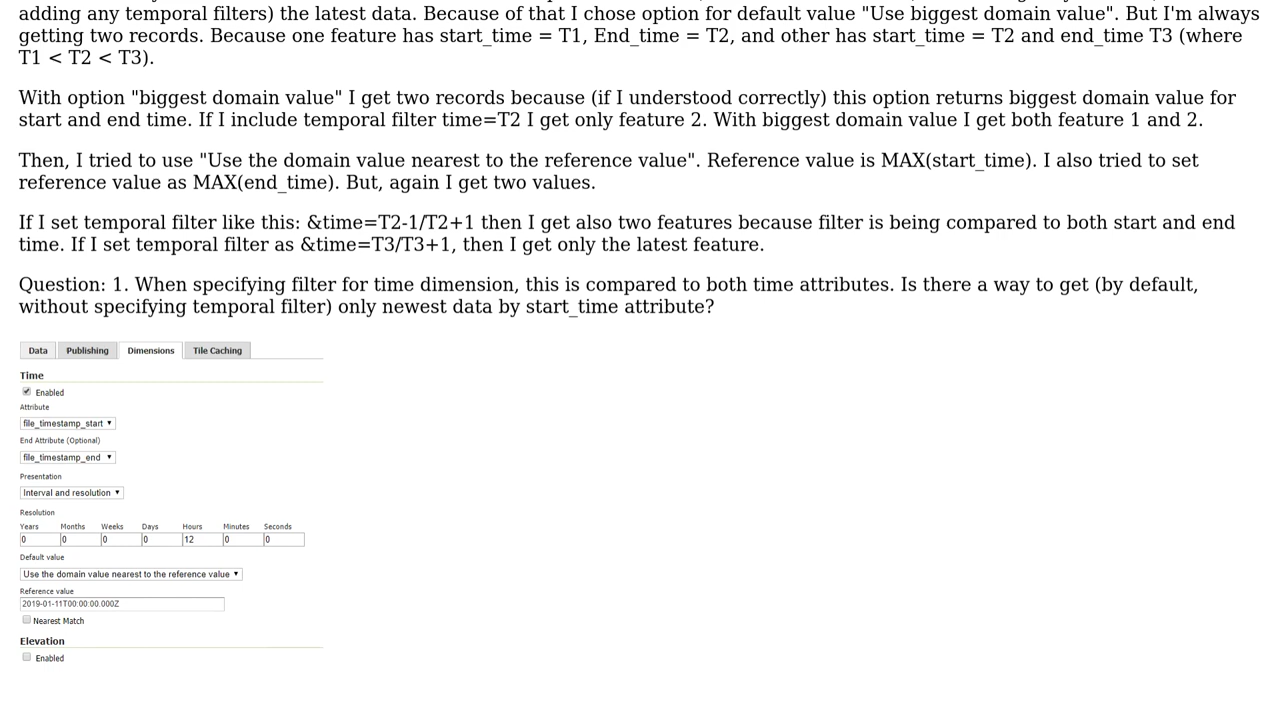 adding any temporal filters) the latest data. Because of that I chose option for default value "Use biggest domain value". But I'm always
getting two records. Because one feature has start_time = T1, End_time = T2, and other has start_time = T2 and end_time T3 (where
T1 < T2 < T3).
With option "biggest domain value" I get two records because (if I understood correctly) this option returns biggest domain value for
start and end time. If I include temporal filter time=T2 I get only feature 2. With biggest domain value I get both feature 1 and 2.
Then, I tried to use "Use the domain value nearest to the reference value". Reference value is MAX(start_time). I also tried to set
reference value as MAX(end_time). But, again I get two values.
If I set temporal filter like this: &time=T2-1/T2+1 then I get also two features because filter is being compared to both start and end
time. If I set temporal filter as &time=T3/T3+1, then I get only the latest feature.
Question: 1. When specifying filter for time dimension, this is compared to both time attributes. Is there a way to get (by default,
without specifying temporal filter) only newest data by start_time attribute?
Data Publishing Dimensions Tile Caching
Time
Enabled
Attribute
file_timestamp_start
End Attribute (Optional)
file_timestamp_end
Presentation
Interval and resolution
Resolution
Years Months Weeks Days Hours Minutes Seconds
0 0 0 0 12 0 0
Default value
Use the domain value nearest to the reference value
Reference value
2019-01-11T00:00:00.000Z
Nearest Match
Elevation
Enabled